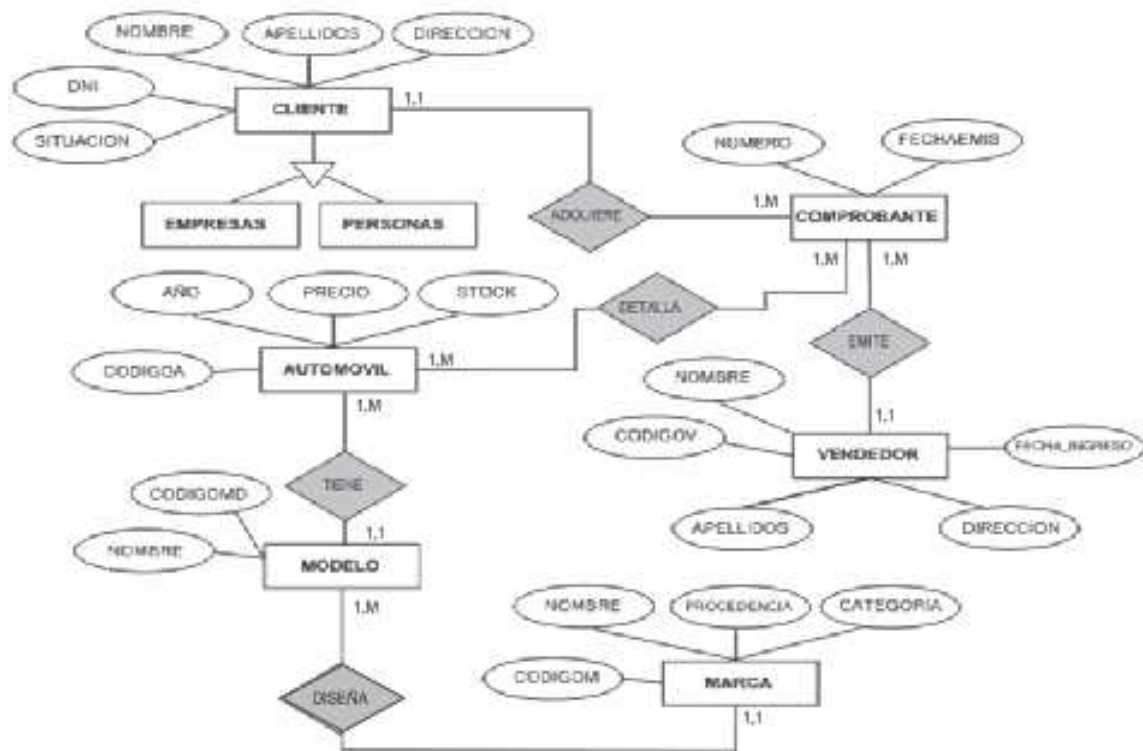 NOMBRE
APELLIDOS
DIRECCION
DNI
CLIENTE
1,1
SITUACION
NUMERO
FECHAEMIS
EMPRESAS
PERSONAS
ADQUIERE
1,M
COMPROBANTE
1,M
1,M
AÑO
PRECIO
STOCK
DETALLA
EMITE
CODIGOA
AUTOMOVIL
1,M
NOMBRE
1,M
1,1
CODIGOV
VENDEDOR
FECHA_INGRESO
TIENE
CODIGOMD
APELLIDOS
DIRECCION
1,1
NOMBRE
MODELO
1,M
NOMBRE
PROCEDENCIA
CATEGORIA
CODIGOM
MARCA
DISEÑA
1,1